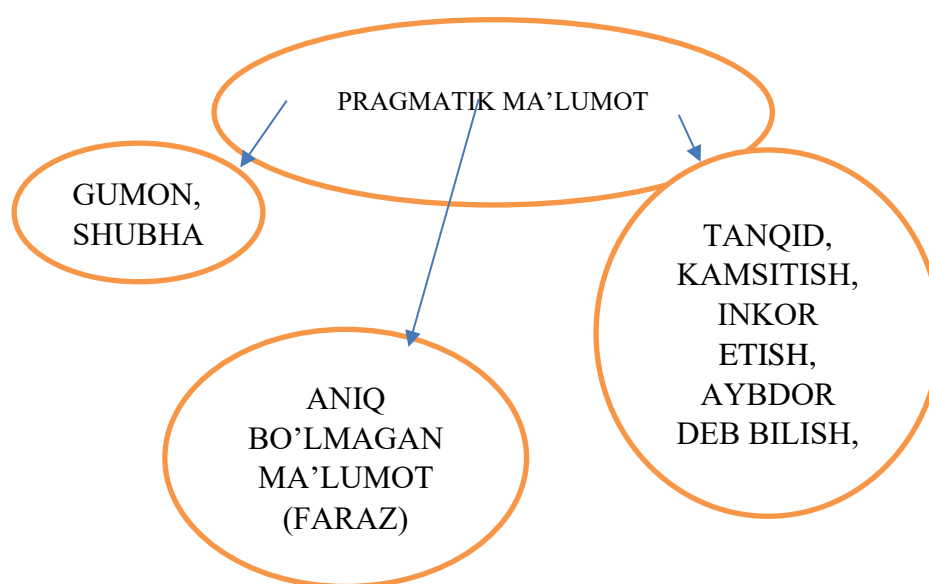 PRAGMATIK MA’LUMOT
GUMON,
SHUBHA
TANQID,
KAMSITISH,
INKOR
ETISH,
AYBDOR
DEB BILISH,
ANIQ
BO’LMAGAN
MA’LUMOT
(FARAZ)